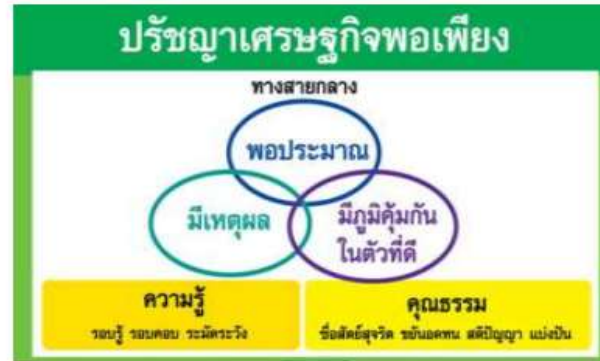 ปรัชญาเศรษฐกิจพอเพียง
ทางสายกลาง
พอประมาณ
มีเหตุผล
มีภูมิคุ้มกัน
ในตัวที่ดี
ความรู้
รอบรู้ รอบคอบ ระมัดระวัง
คุณธรรม
ซื่อสัตย์สุจริต ขยันอดทน สติปัญญา แบ่งปัน